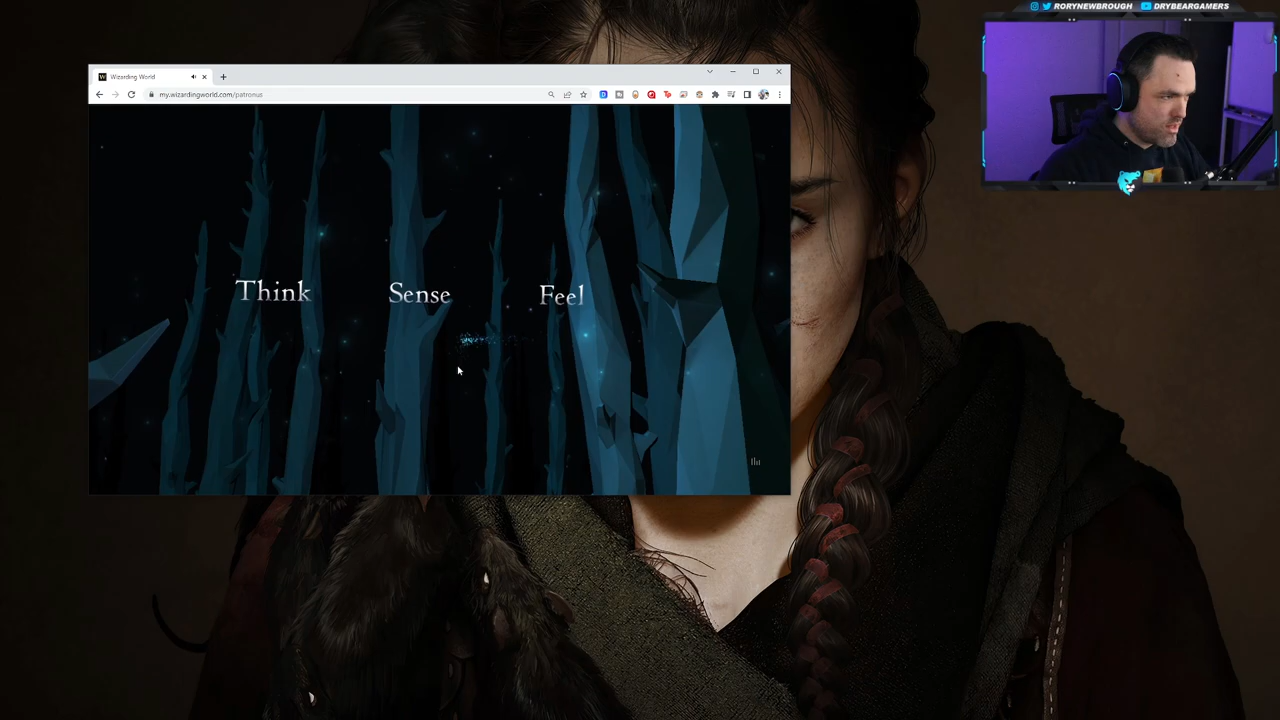 RORYNEWBROUGH DRYBEARGAMERS
Wizarding World
my.wizardingworld.com/patronus
Think Sense Feel